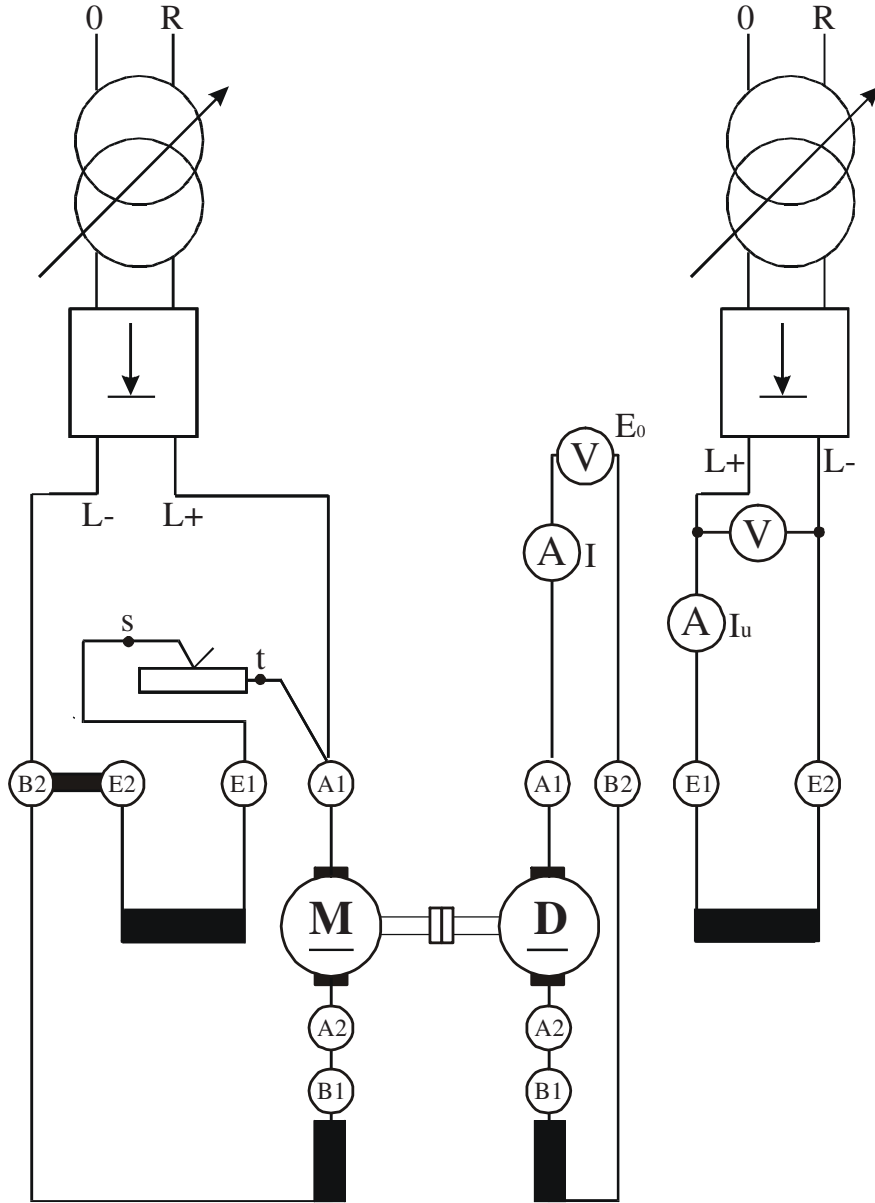 0 R 0 R
E₀
L+ L-
V
L- L+
V
A I
A Iu
s
t
B2 E2 E1 A1 A1 B2 E1 E2
M D
A2 A2
B1 B1